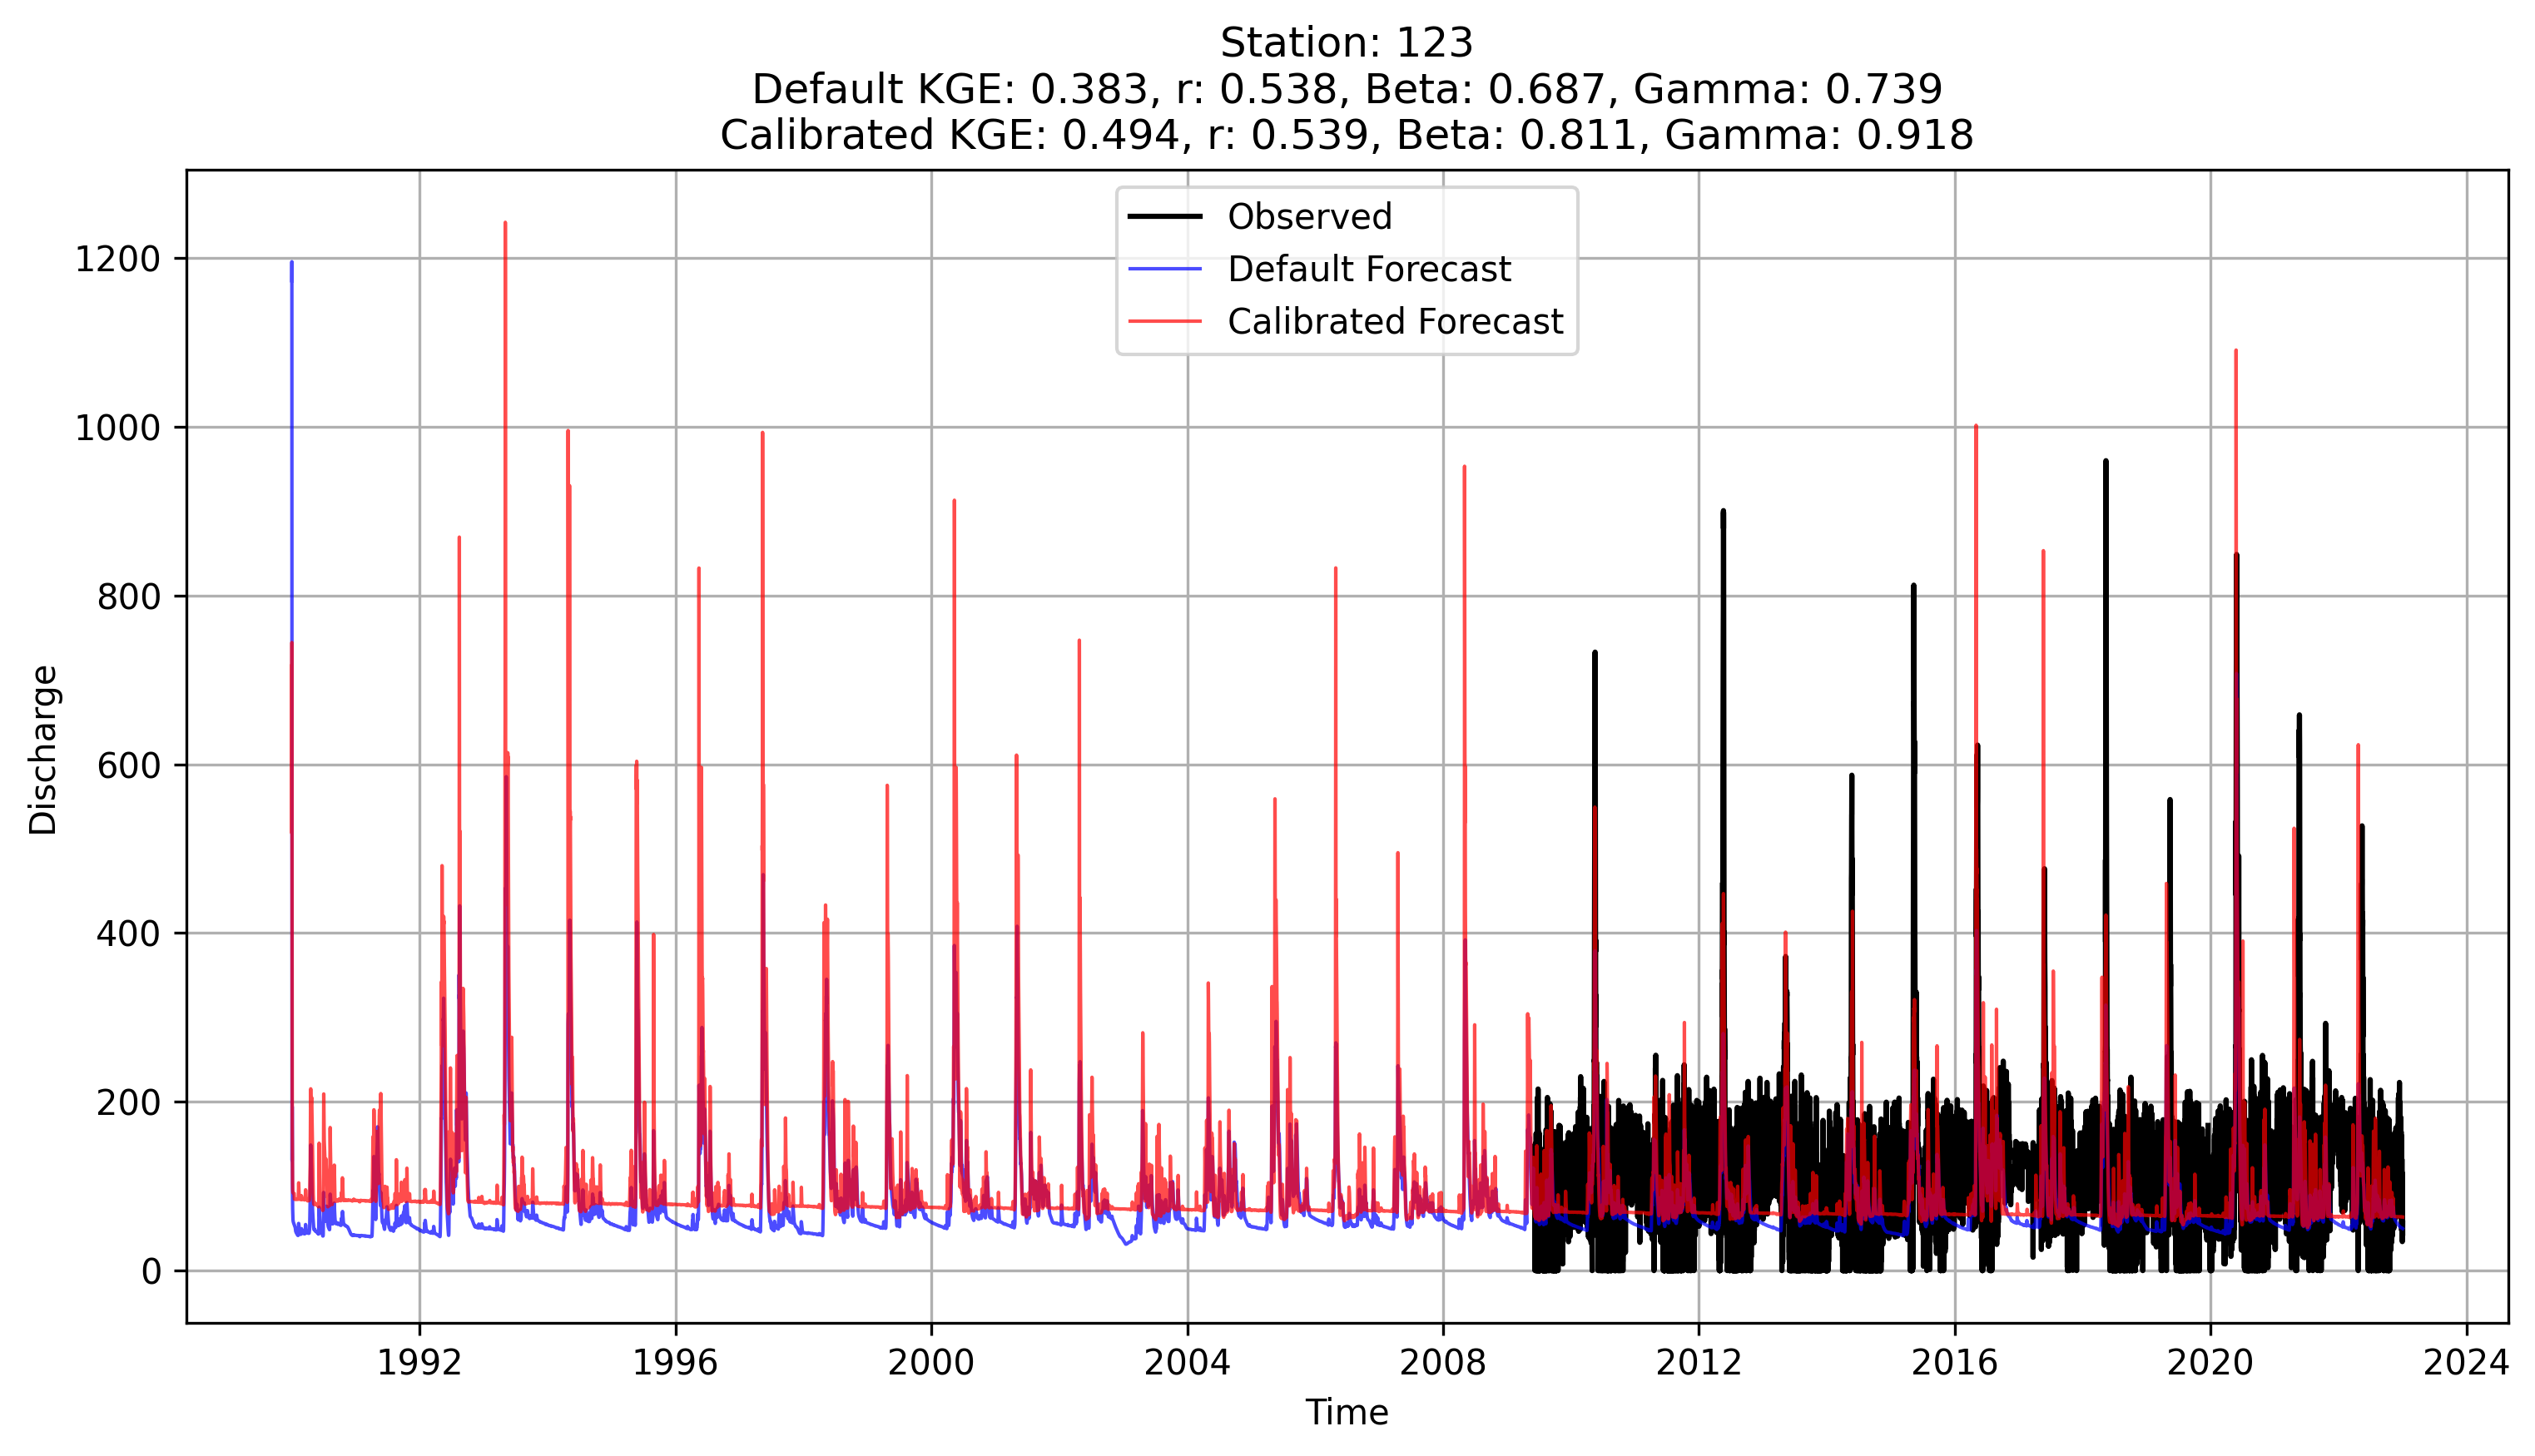 Station: 123
Default KGE: 0.383, r: 0.538, Beta: 0.687, Gamma: 0.739
Calibrated KGE: 0.494, r: 0.539, Beta: 0.811, Gamma: 0.918
Observed
Default Forecast
Calibrated Forecast
1200
1000
800
600
400
200
0
Discharge
1992
1996
2000
2004
2008
2012
2016
2020
2024
Time